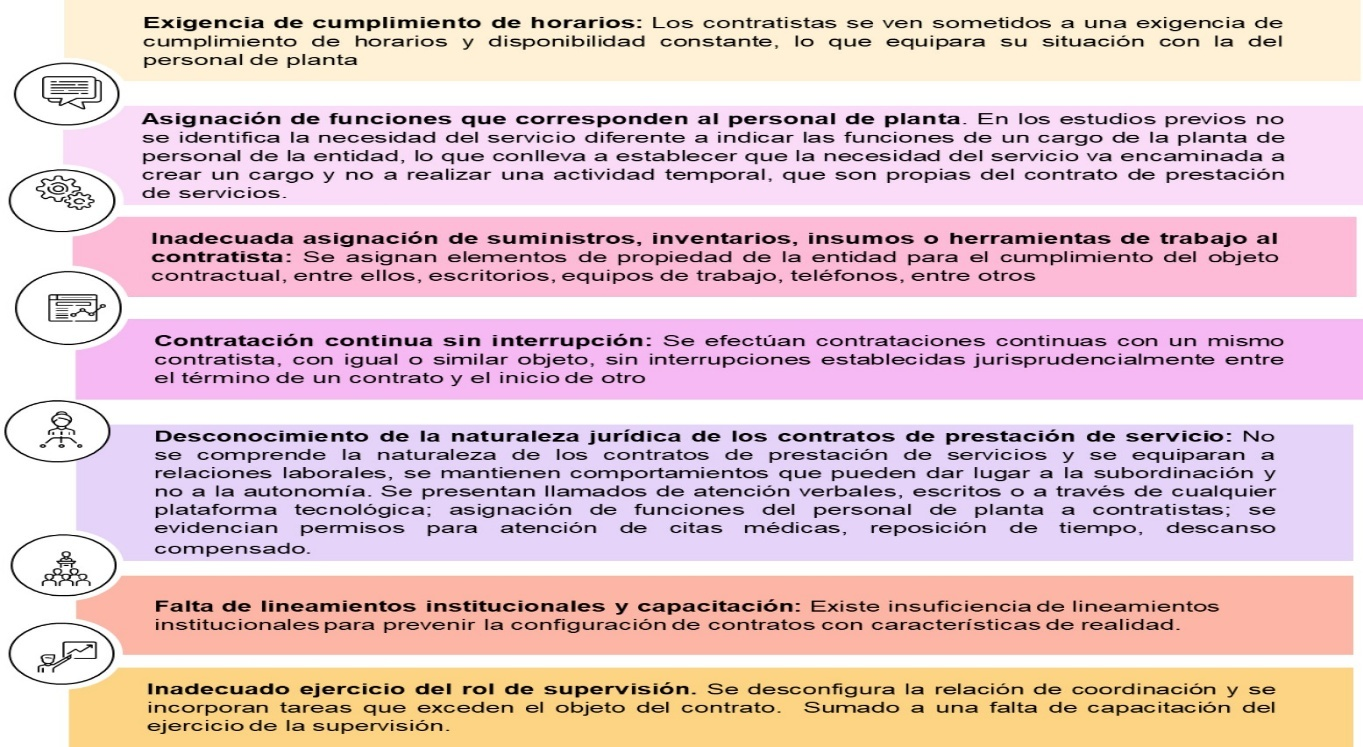 Exigencia de cumplimiento de horarios: Los contratistas se ven sometidos a una exigencia de
cumplimiento de horarios y disponibilidad constante, lo que equipara su situación con la del
personal de planta
Asignación de funciones que corresponden al personal de planta. En los estudios previos no
se identifica la necesidad del servicio diferente a indicar las funciones de un cargo de la planta de
personal de la entidad, lo que conlleva a establecer que la necesidad del servicio va encaminada a
crear un cargo y no a realizar una actividad temporal, que son propias del contrato de prestación
de servicios.
Inadecuada asignación de suministros, inventarios, insumos o herramientas de trabajo al
contratista: Se asignan elementos de propiedad de la entidad para el cumplimiento del objeto
contractual, entre ellos, escritorios, equipos de trabajo, teléfonos, entre otros
Contratación continua sin interrupción: Se efectúan contrataciones continuas con un mismo
contratista, con igual o similar objeto, sin interrupciones establecidas jurisprudencialmente entre
el término de un contrato y el inicio de otro
Desconocimiento de la naturaleza jurídica de los contratos de prestación de servicio: No
se comprende la naturaleza de los contratos de prestación de servicios y se equiparan a
relaciones laborales, se mantienen comportamientos que pueden dar lugar a la subordinación y
no a la autonomía. Se presentan llamados de atención verbales, escritos o a través de cualquier
plataforma tecnológica; asignación de funciones del personal de planta a contratistas; se
evidencian permisos para atención de citas médicas, reposición de tiempo, descanso
compensado.
Falta de lineamientos institucionales y capacitación: Existe insuficiencia de lineamientos
institucionales para prevenir la configuración de contratos con características de realidad.
Inadecuado ejercicio del rol de supervisión. Se desconfigura la relación de coordinación y se
incorporan tareas que exceden el objeto del contrato. Sumado a una falta de capacitación del
ejercicio de la supervisión.